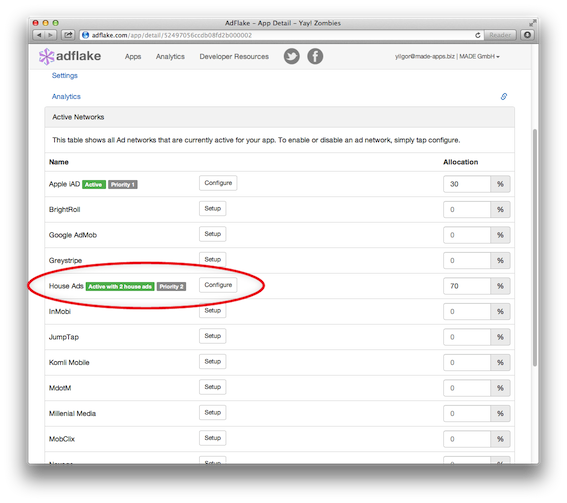 AdFlake – App Detail – Yay! Zombies
adflake.com/app/detail/52497056ccdb08fd2b000002
Reader
adflake Apps Analytics Developer Resources yligor@made-apps.biz | MADE GmbH
Settings
Analytics
Active Networks
This table shows all Ad networks that are currently active for your app. To enable or disable an ad network, simply tap configure.
Name Allocation
Apple iAD Active Priority 1 Configure 30 %
BrightRoll Setup 0 %
Google AdMob Setup 0 %
Greystripe Setup 0 %
House Ads Active with 2 house ads Priority 2 Configure 70 %
InMobi Setup 0 %
JumpTap Setup 0 %
Komli Mobile Setup 0 %
MdotM Setup 0 %
Millenial Media Setup 0 %
MobClix Setup 0 %